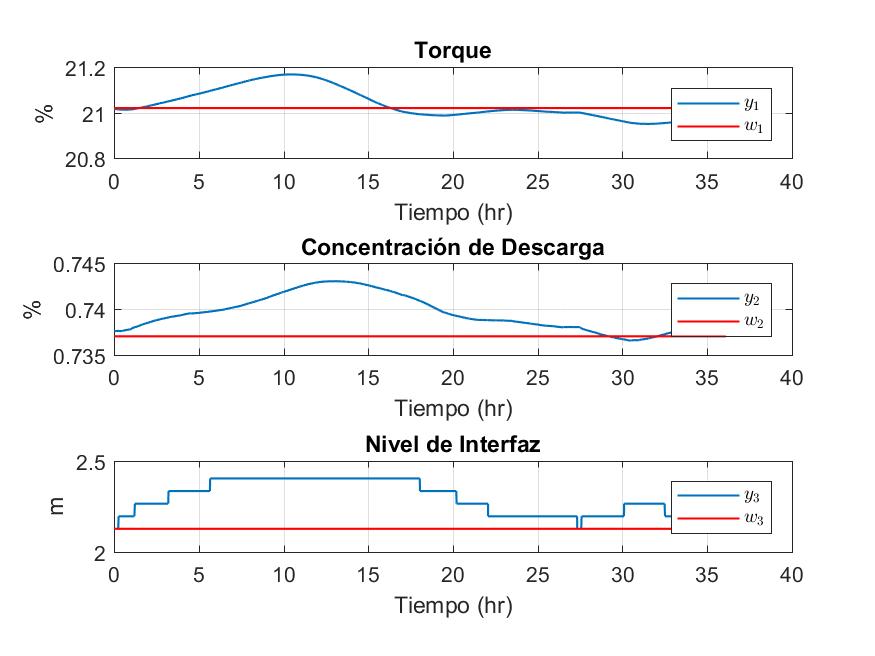 Torque
%
21.2
21
20.8
0 5 10 15 20 25 30 35 40
Tiempo (hr)
y₁
w₁
Concentración de Descarga
%
0.745
0.74
0.735
0 5 10 15 20 25 30 35 40
Tiempo (hr)
y₂
w₂
Nivel de Interfaz
m
2.5
2
0 5 10 15 20 25 30 35 40
Tiempo (hr)
y₃
w₃